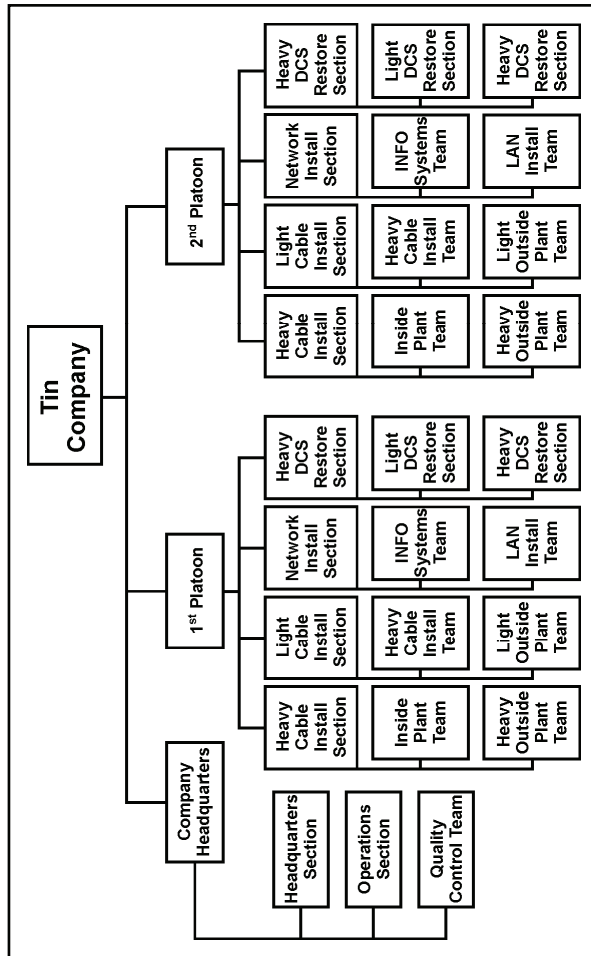 Tin
Company
Company
Headquarters
1st Platoon
2nd Platoon
Headquarters
Section
Operations
Section
Quality
Control Team
Heavy
Cable
Install
Section
Light
Cable
Install
Section
Network
Install
Section
Heavy
DCS
Restore
Section
Inside
Plant
Team
Heavy
Cable
Install
Team
INFO
Systems
Team
Light
DCS
Restore
Section
Heavy
Outside
Plant
Team
Light
Outside
Plant
Team
LAN
Install
Team
Heavy
DCS
Restore
Section
Heavy
Cable
Install
Section
Light
Cable
Install
Section
Network
Install
Section
Heavy
DCS
Restore
Section
Inside
Plant
Team
Heavy
Cable
Install
Team
INFO
Systems
Team
Light
DCS
Restore
Section
Heavy
Outside
Plant
Team
Light
Outside
Plant
Team
LAN
Install
Team
Heavy
DCS
Restore
Section